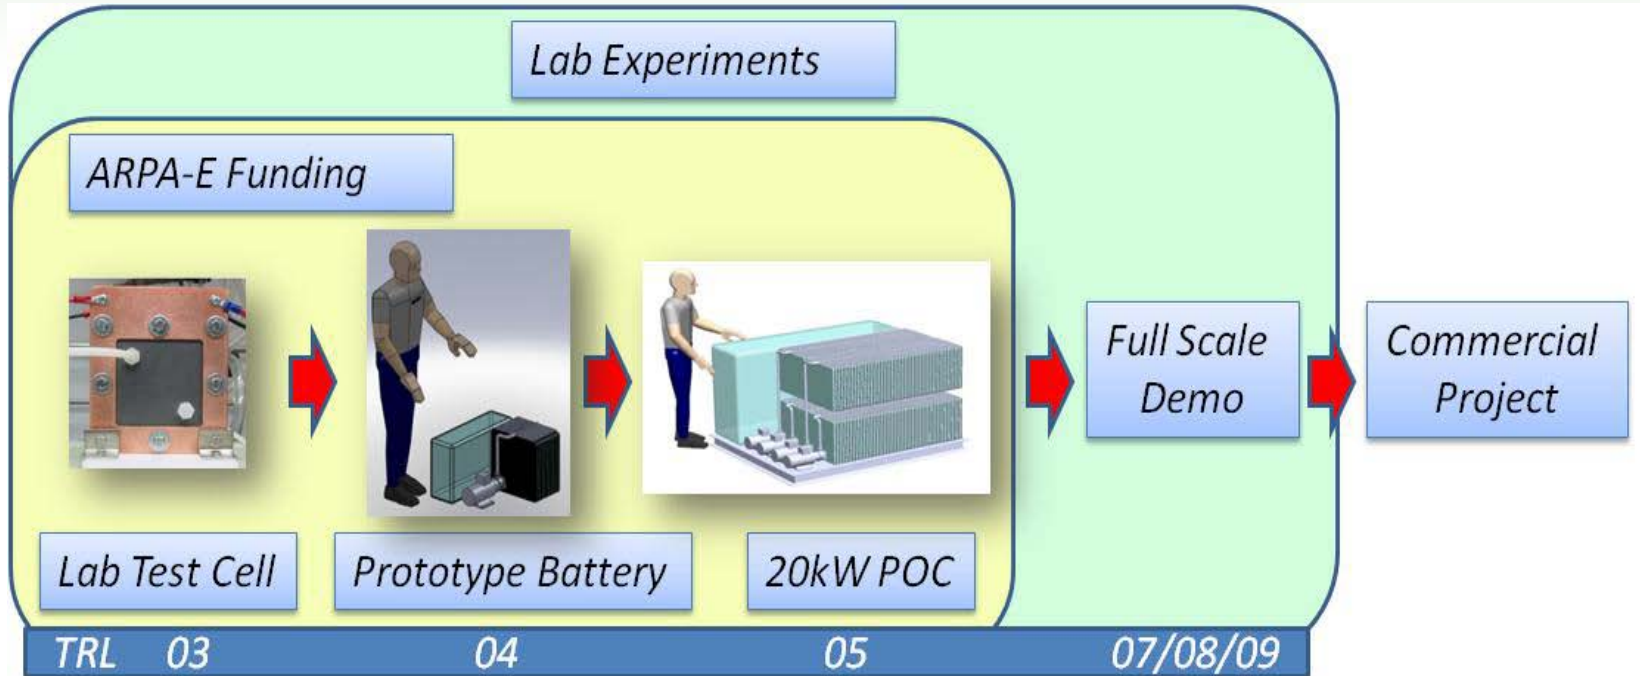 Lab Experiments
ARPA-E Funding
Full Scale
Demo
Commercial
Project
Lab Test Cell
Prototype Battery
20kW POC
TRL 03 04 05 07/08/09